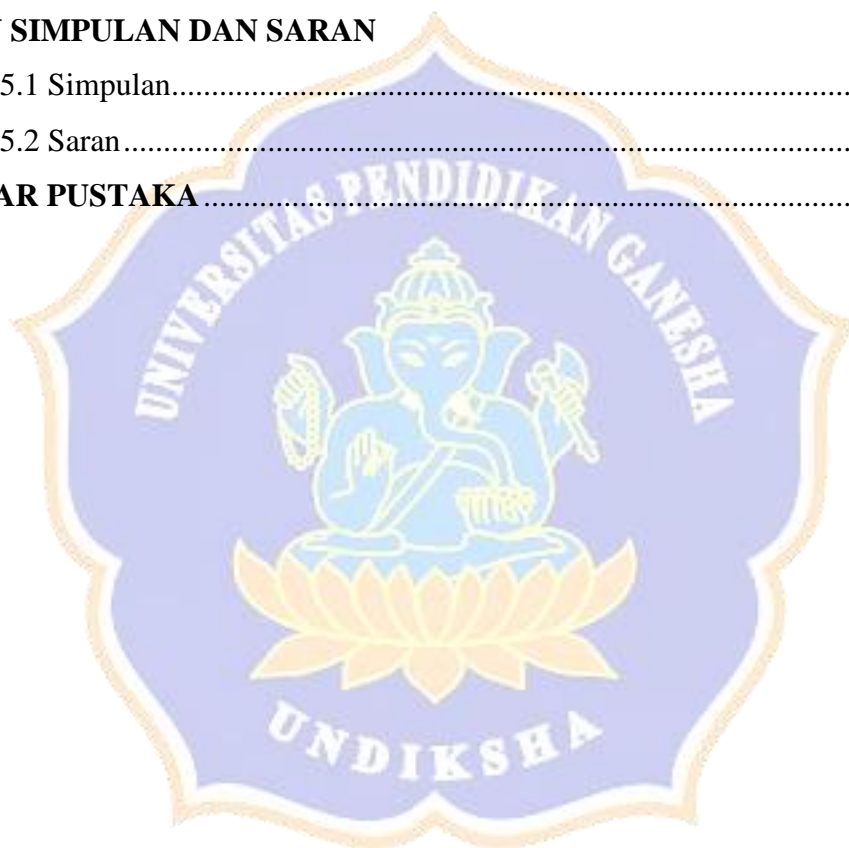 SIMPULAN DAN SARAN
5.1 Simpulan........................................................................................
5.2 Saran..............................................................................................
AR PUSTAKA....................................................................................
UNIVERSITAS PENDIDIKAN GANESHA
UNDIKSHA